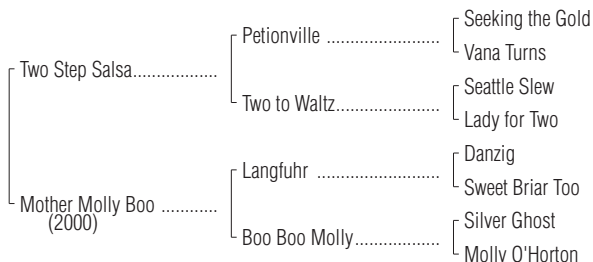 Seeking the Gold
Petionville ........................
Vana Turns
Two Step Salsa..................
Seattle Slew
Two to Waltz......................
Lady for Two
Danzig
Langfuhr ..........................
Sweet Briar Too
Mother Molly Boo ............
(2000)
Silver Ghost
Boo Boo Molly..................
Molly O'Horton